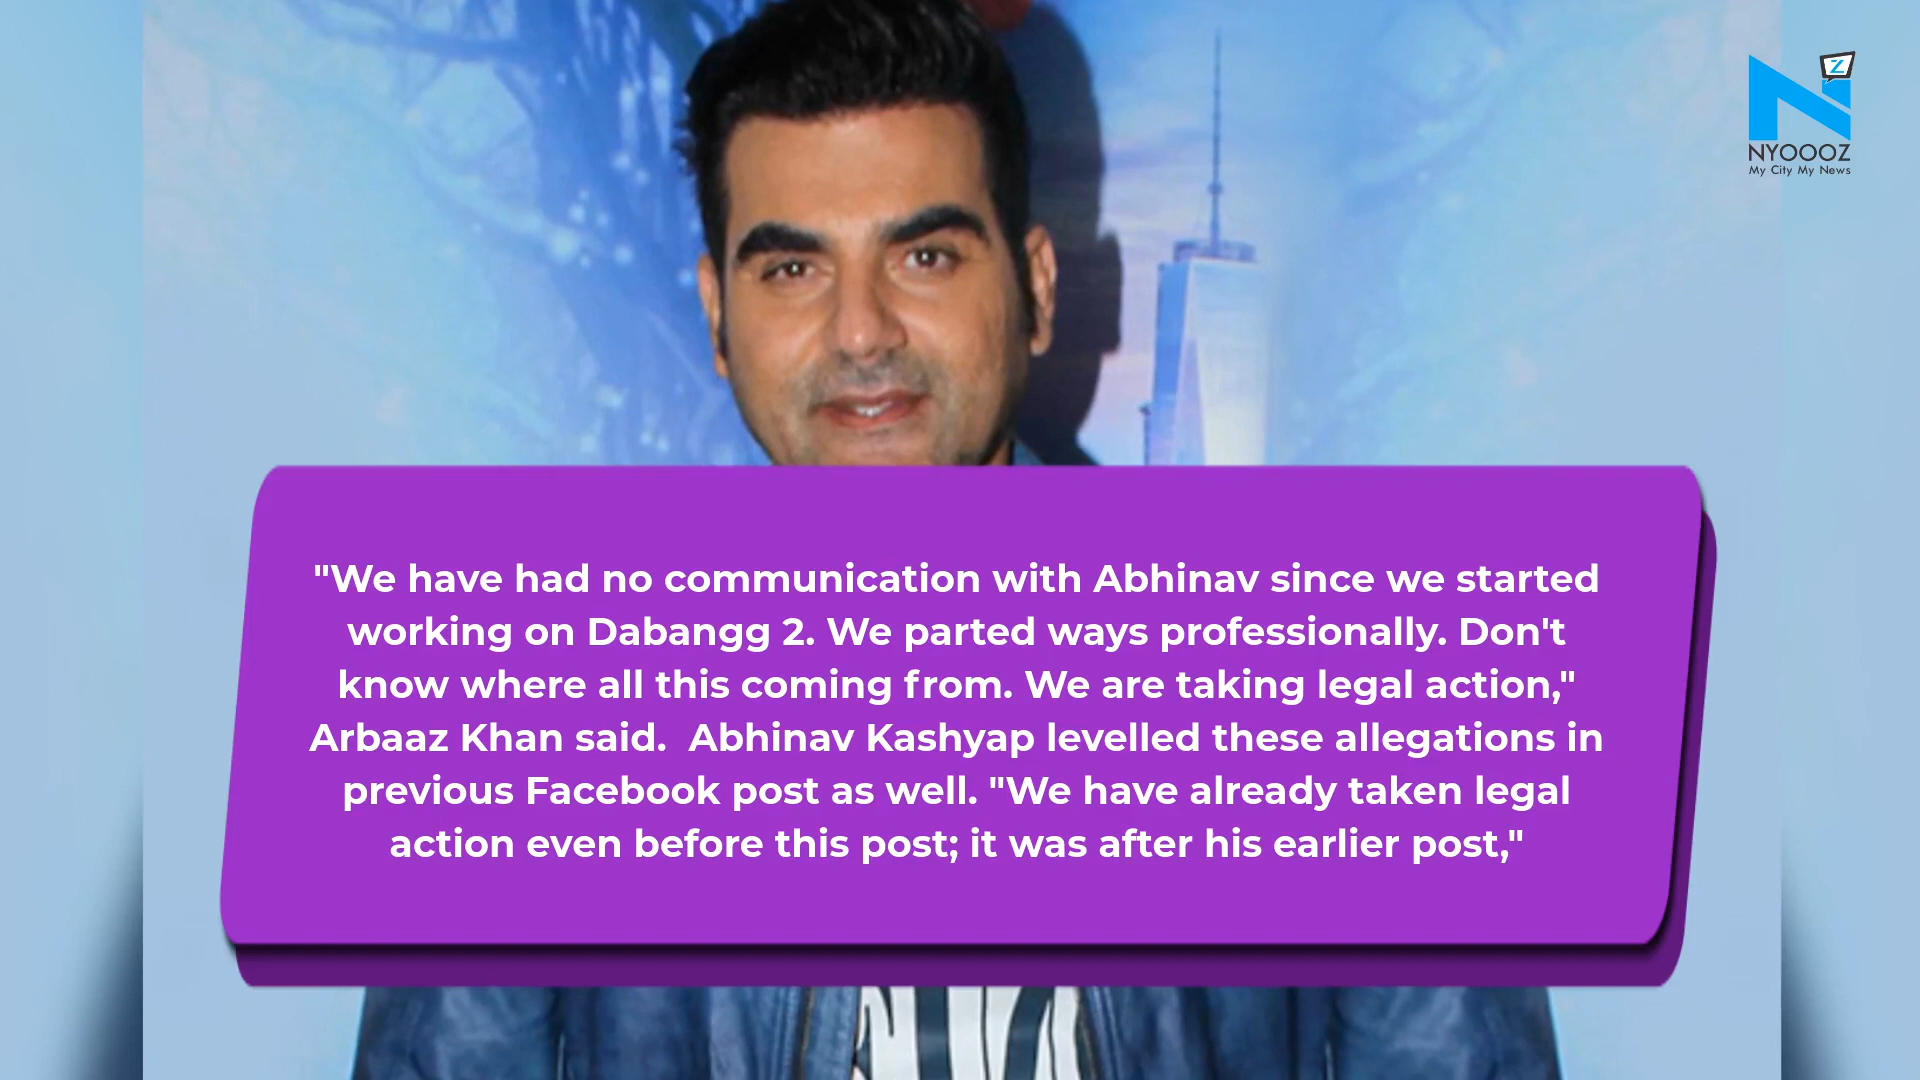 Z
NYOOOZ
My City My News
"We have had no communication with Abhinav since we started
working on Dabangg 2. We parted ways professionally. Don't
know where all this coming from. We are taking legal action,"
Arbaaz Khan said.  Abhinav Kashyap levelled these allegations in
previous Facebook post as well. "We have already taken legal
action even before this post; it was after his earlier post,"